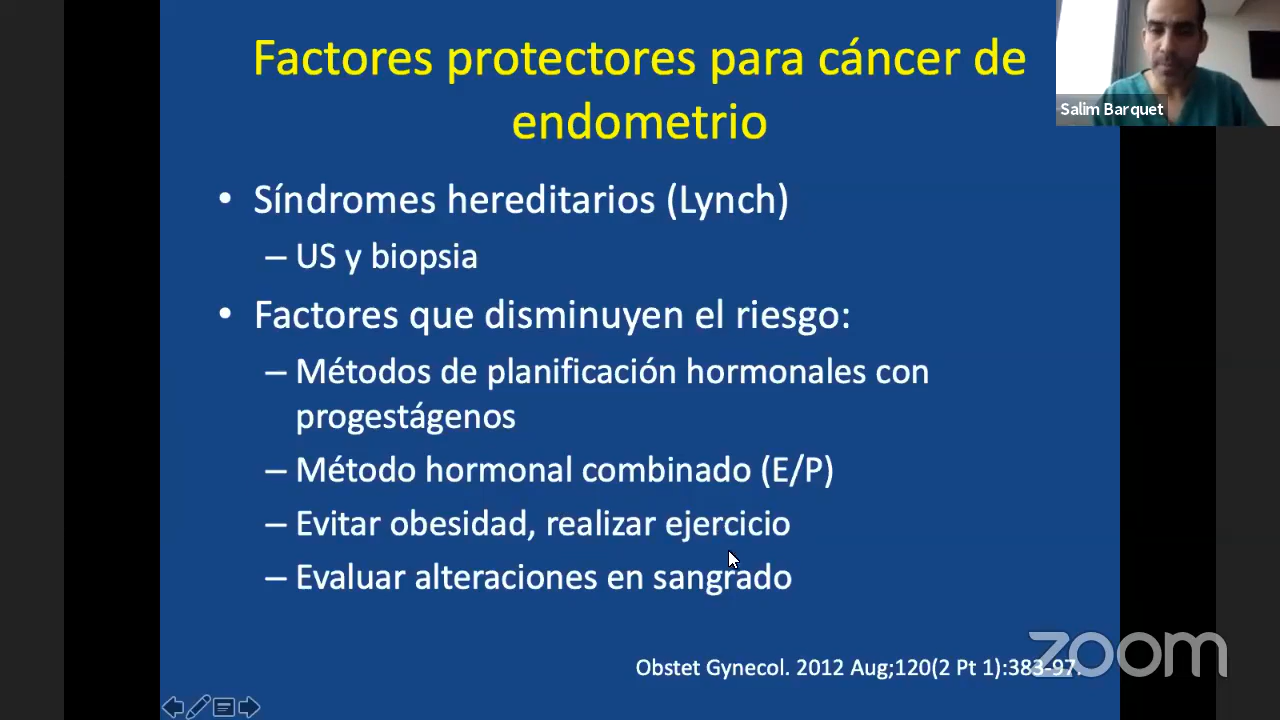 Factores protectores para cáncer de
endometrio
Salim Barquet
• Síndromes hereditarios (Lynch)
– US y biopsia
• Factores que disminuyen el riesgo:
– Métodos de planificación hormonales con
progestágenos
– Método hormonal combinado (E/P)
– Evitar obesidad, realizar ejercicio
– Evaluar alteraciones en sangrado
Obstet Gynecol. 2012 Aug;120(2 Pt 1):383-97.
zoom